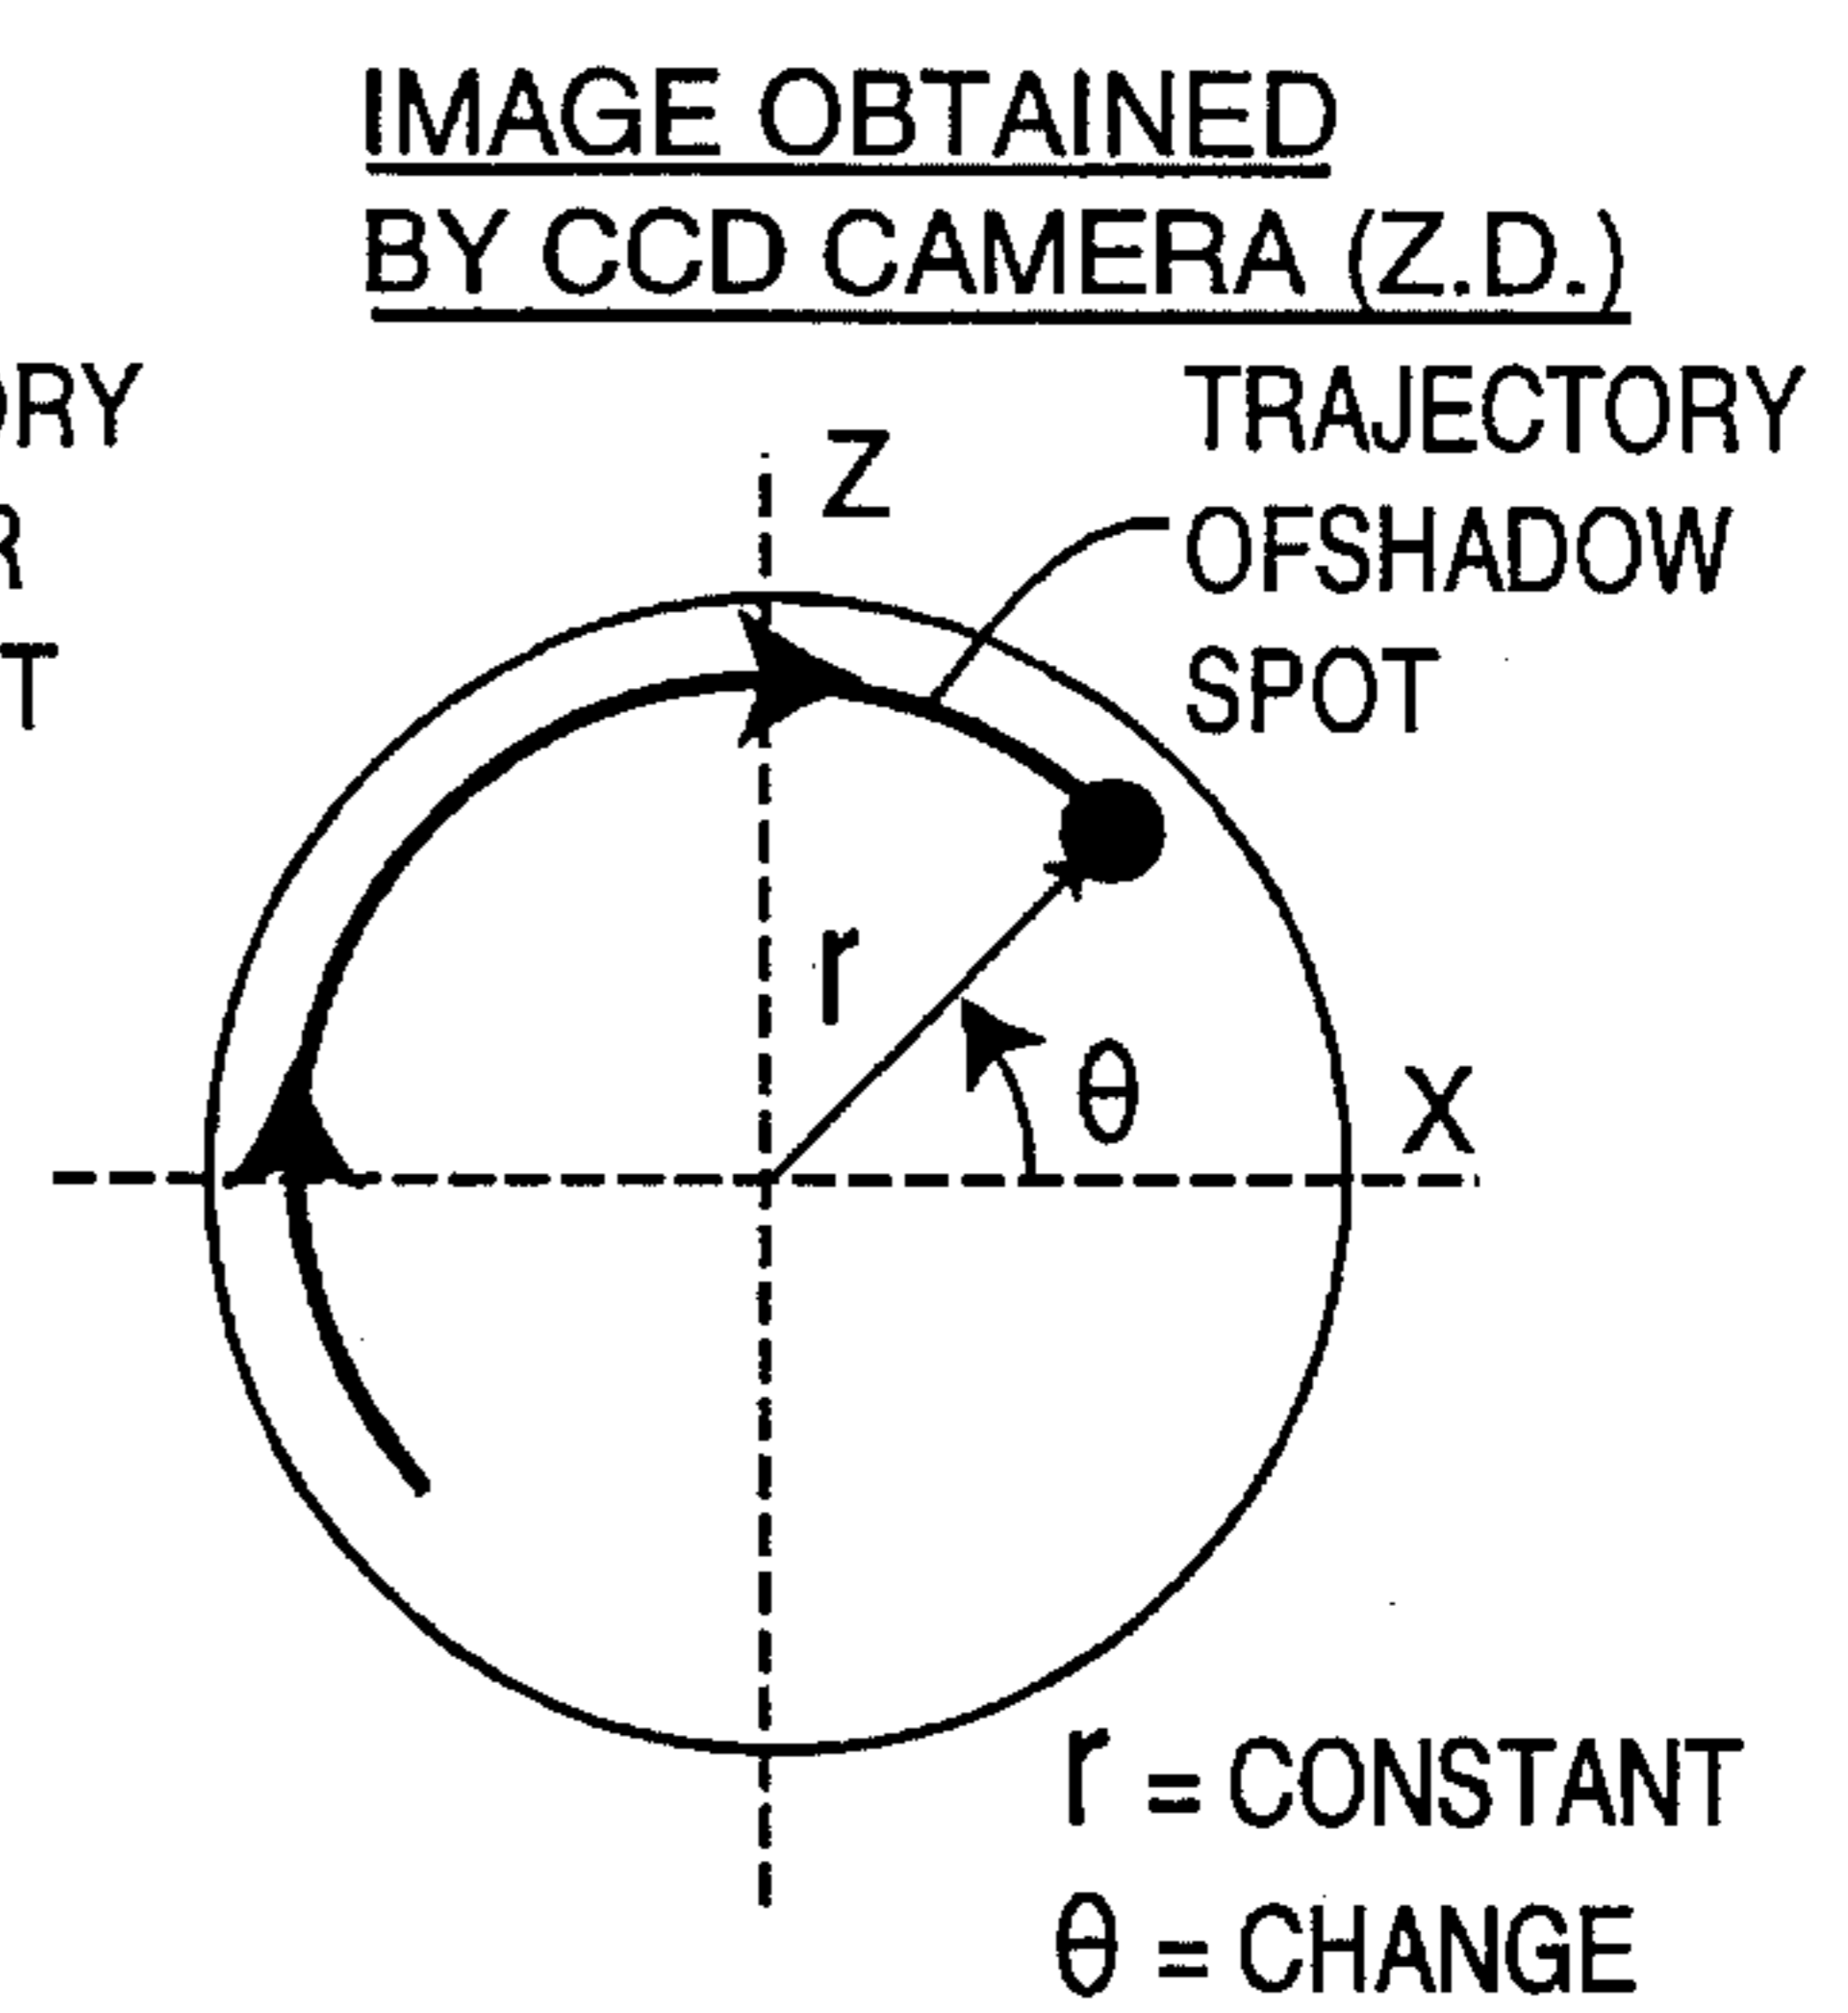 IMAGE OBTAINED
BY CCD CAMERA (Z.D.)
TRAJECTORY
OFSHADOW
SPOT
Z
r
θ
X
r = CONSTANT
θ = CHANGE